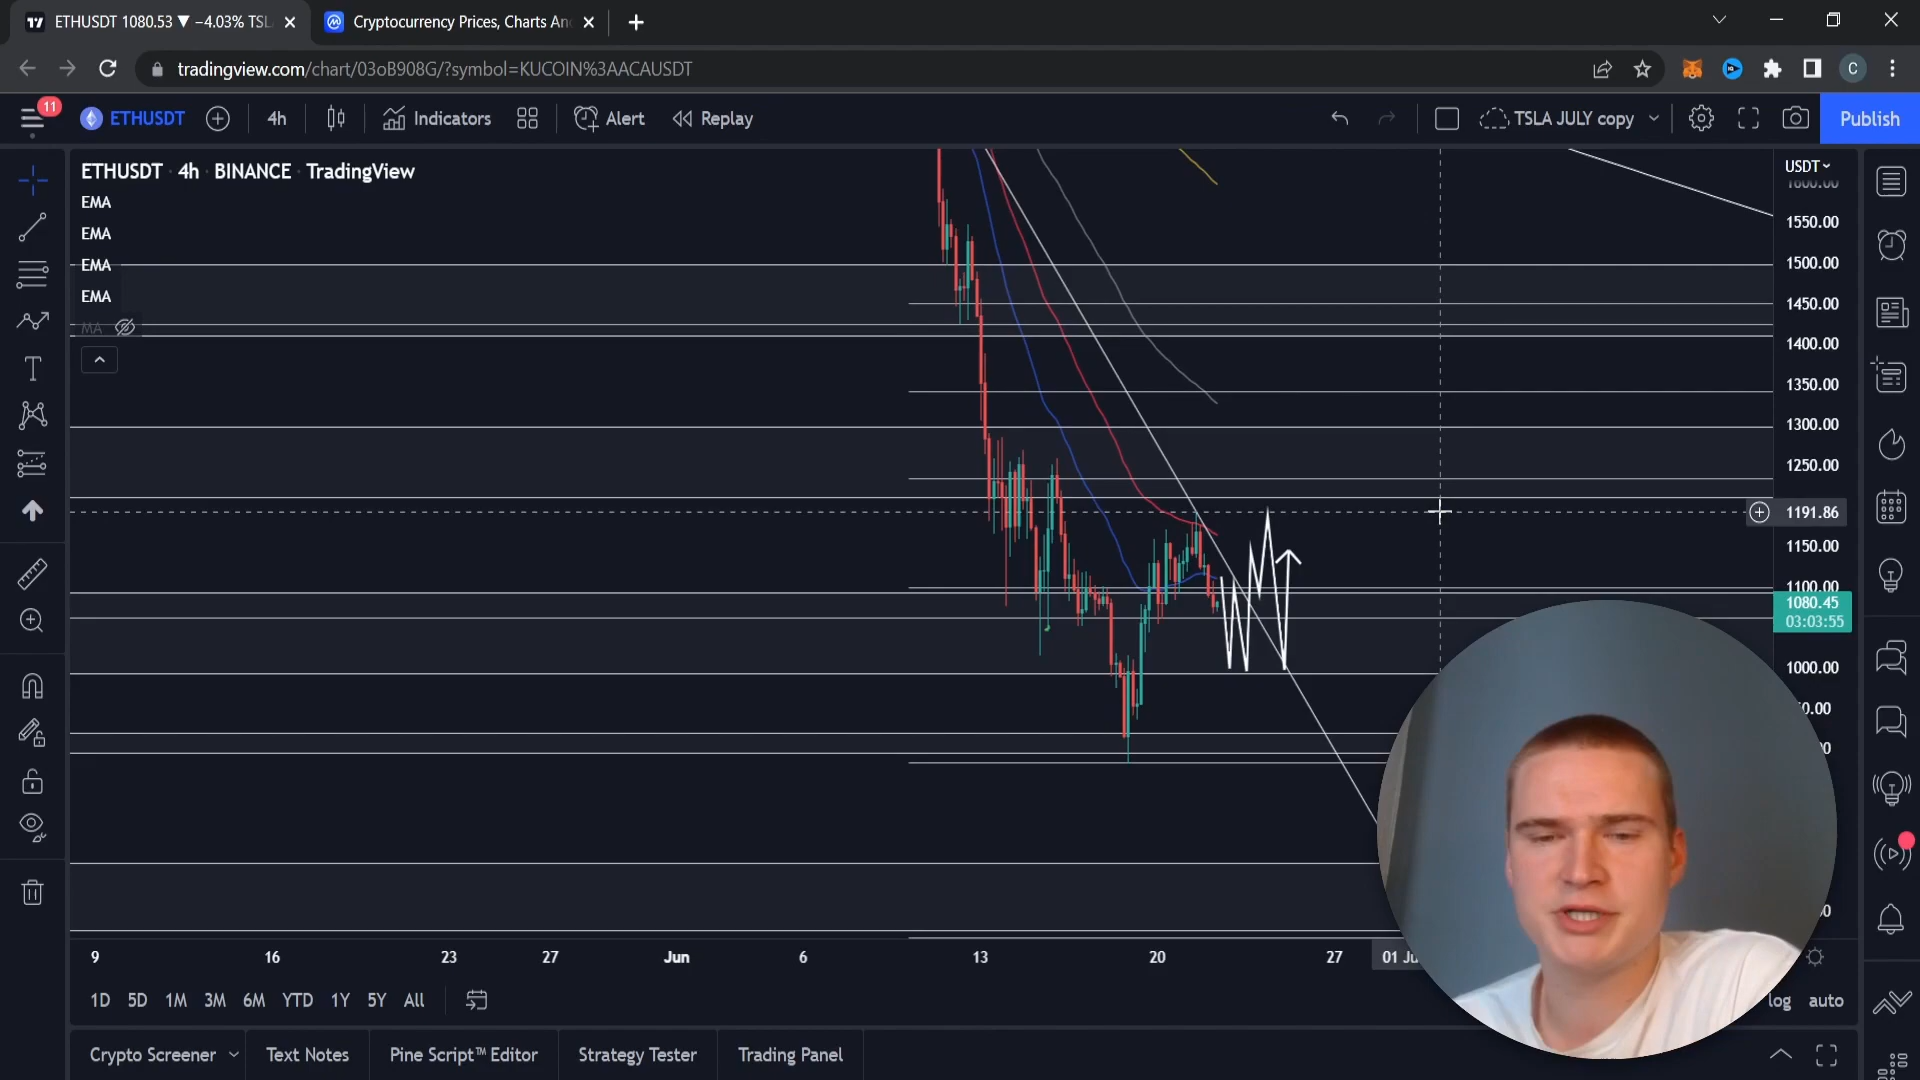 ETHUSDT 1080.53 ▼ −4.03% TSL
Cryptocurrency Prices, Charts An
tradingview.com/chart/03oB908G/?symbol=KUCOIN%3AACAUSDT
C
11
ETHUSDT
4h
Indicators
Alert
Replay
TSLA JULY copy
Publish
ETHUSDT · 4h · BINANCE · TradingView
EMA
EMA
EMA
EMA
MA
USDT
1600.00
1550.00
1500.00
1450.00
1400.00
1350.00
1300.00
1250.00
1191.86
1150.00
1100.00
1080.45
03:03:55
1000.00
9
16
23
27
Jun
6
13
20
27
01 Ju
1D
5D
1M
3M
6M
YTD
1Y
5Y
All
log
auto
Crypto Screener
Text Notes
Pine Script™ Editor
Strategy Tester
Trading Panel